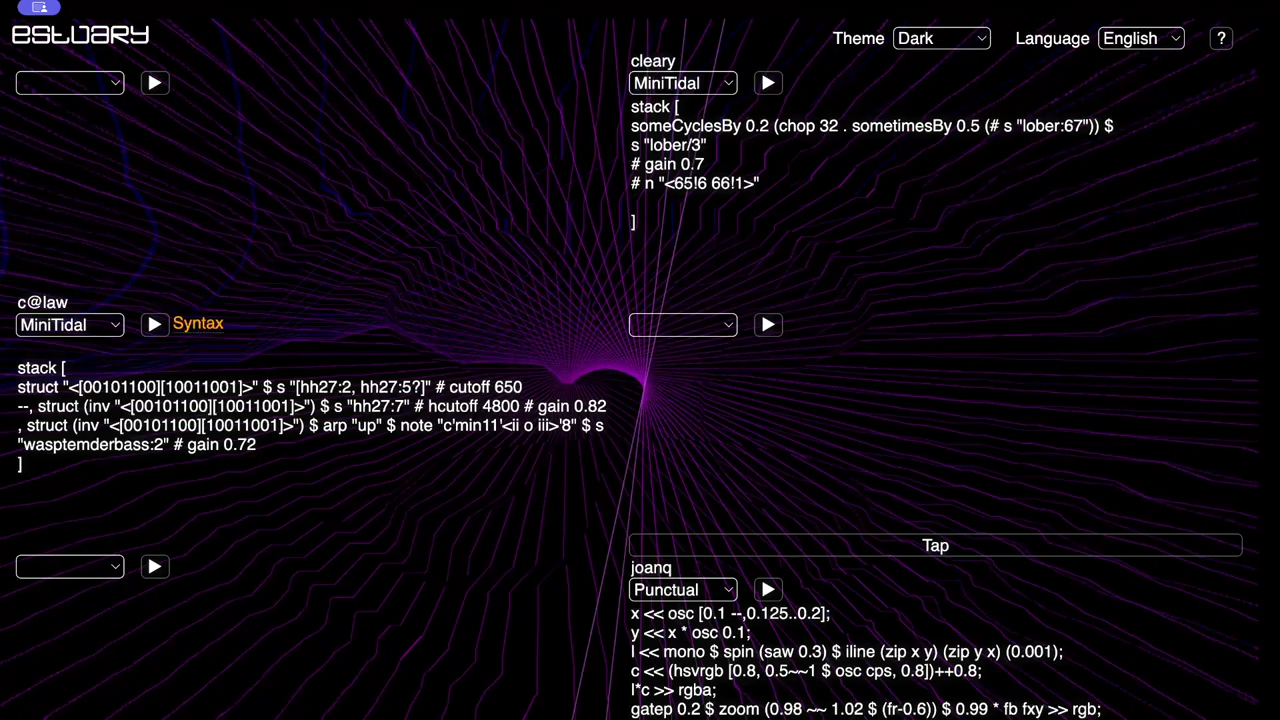 estuary
Theme Dark Language English ?
cleary
MiniTidal
stack [
someCyclesBy 0.2 (chop 32 . sometimesBy 0.5 (# s "lober:67")) $
s "lober/3"
# gain 0.7
# n "<65!6 66!1>"
]
c@law
MiniTidal Syntax
stack [
struct "<[00101100][10011001]>" $ s "[hh27:2, hh27:5?]" # cutoff 650
--, struct (inv "<[00101100][10011001]>") $ s "hh27:7" # hcutoff 4800 # gain 0.82
, struct (inv "<[00101100][10011001]>") $ arp "up" $ note "c'min11'<ii o iii>'8" $ s
"wasptemderbass:2" # gain 0.72
]
Tap
joanq
Punctual
x << osc [0.1 --,0.125..0.2];
y << x * osc 0.1;
l << mono $ spin (saw 0.3) $ iline (zip x y) (zip y x) (0.001);
c << (hsvrgb [0.8, 0.5~~1 $ osc cps, 0.8])++0.8;
l*c >> rgba;
gatep 0.2 $ zoom (0.98 ~~ 1.02 $ (fr-0.6)) $ 0.99 * fb fxy >> rgb;